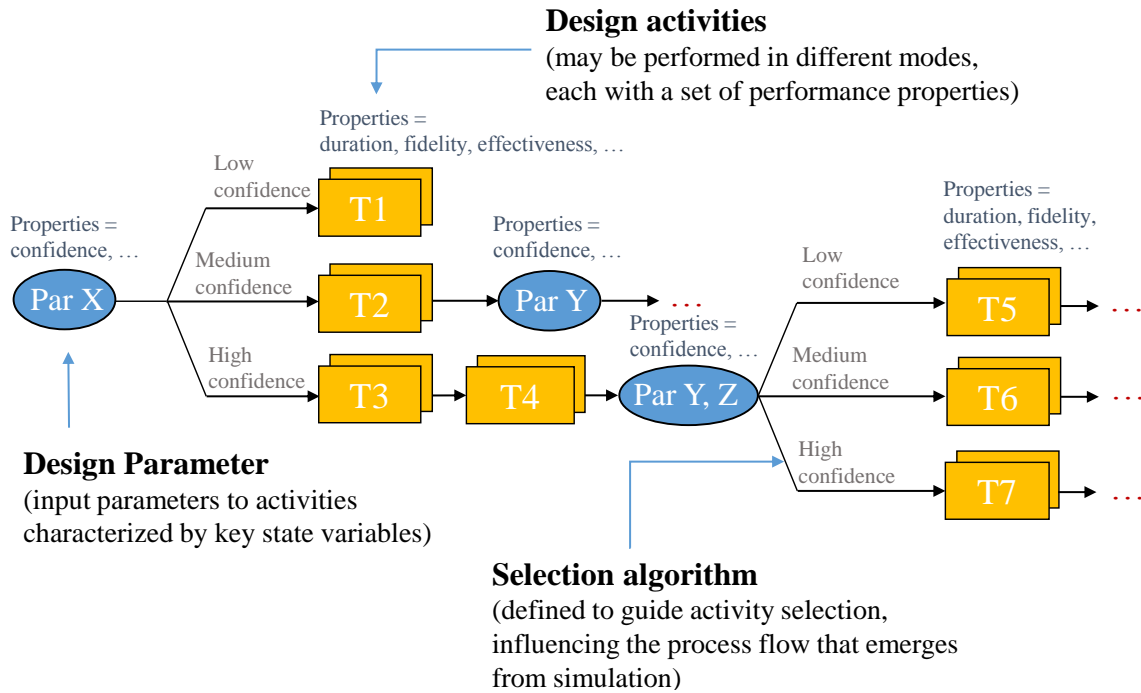 Design activities
(may be performed in different modes,
each with a set of performance properties)
Properties =
duration, fidelity, effectiveness, …
Low
confidence
T1
Properties =
confidence, …
Par X
Medium
confidence
T2
Properties =
confidence, …
Par Y
...
High
confidence
T3
T4
Properties =
confidence, …
Par Y, Z
Properties =
duration, fidelity,
effectiveness, …
Low
confidence
T5
...
Medium
confidence
T6
...
High
confidence
T7
...
Design Parameter
(input parameters to activities
characterized by key state variables)
Selection algorithm
(defined to guide activity selection,
influencing the process flow that emerges
from simulation)